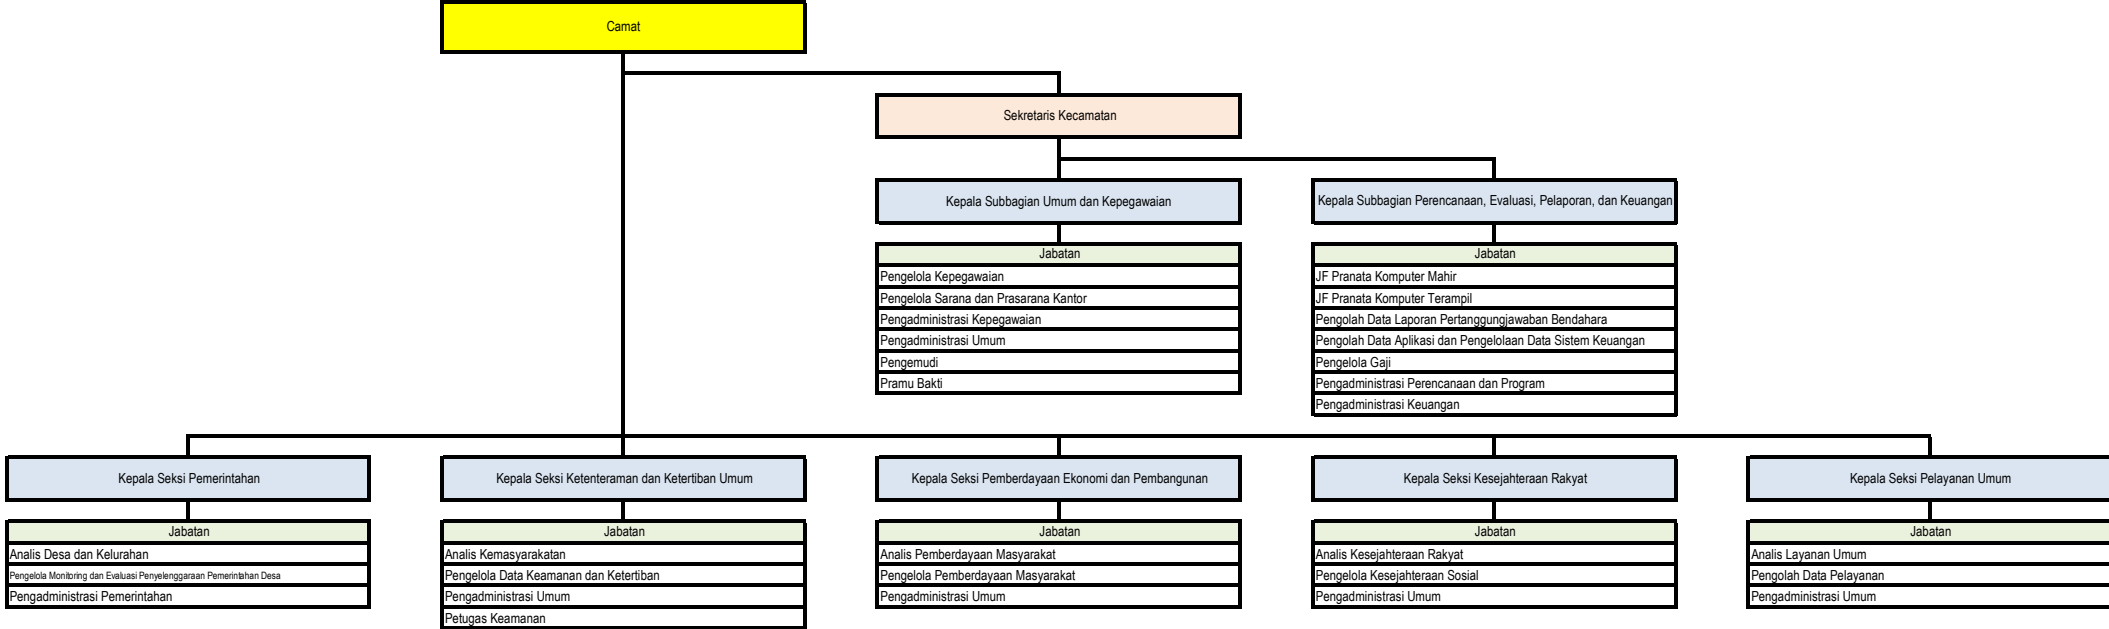 Camat
Sekretaris Kecamatan
Kepala Subbagian Umum dan Kepegawaian
Kepala Subbagian Perencanaan, Evaluasi, Pelaporan, dan Keuangan
Jabatan
Pengelola Kepegawaian
Pengelola Sarana dan Prasarana Kantor
Pengadministrasi Kepegawaian
Pengadministrasi Umum
Pengemudi
Pramu Bakti
Jabatan
JF Pranata Komputer Mahir
JF Pranata Komputer Terampil
Pengolah Data Laporan Pertanggungjawaban Bendahara
Pengolah Data Aplikasi dan Pengelolaan Data Sistem Keuangan
Pengelola Gaji
Pengadministrasi Perencanaan dan Program
Pengadministrasi Keuangan
Kepala Seksi Pemerintahan
Jabatan
Analis Desa dan Kelurahan
Pengelola Monitoring dan Evaluasi Penyelenggaraan Pemerintahan Desa
Pengadministrasi Pemerintahan
Kepala Seksi Ketenteraman dan Ketertiban Umum
Jabatan
Analis Kemasyarakatan
Pengelola Data Keamanan dan Ketertiban
Pengadministrasi Umum
Petugas Keamanan
Kepala Seksi Pemberdayaan Ekonomi dan Pembangunan
Jabatan
Analis Pemberdayaan Masyarakat
Pengelola Pemberdayaan Masyarakat
Pengadministrasi Umum
Kepala Seksi Kesejahteraan Rakyat
Jabatan
Analis Kesejahteraan Rakyat
Pengelola Kesejahteraan Sosial
Pengadministrasi Umum
Kepala Seksi Pelayanan Umum
Jabatan
Analis Layanan Umum
Pengolah Data Pelayanan
Pengadministrasi Umum